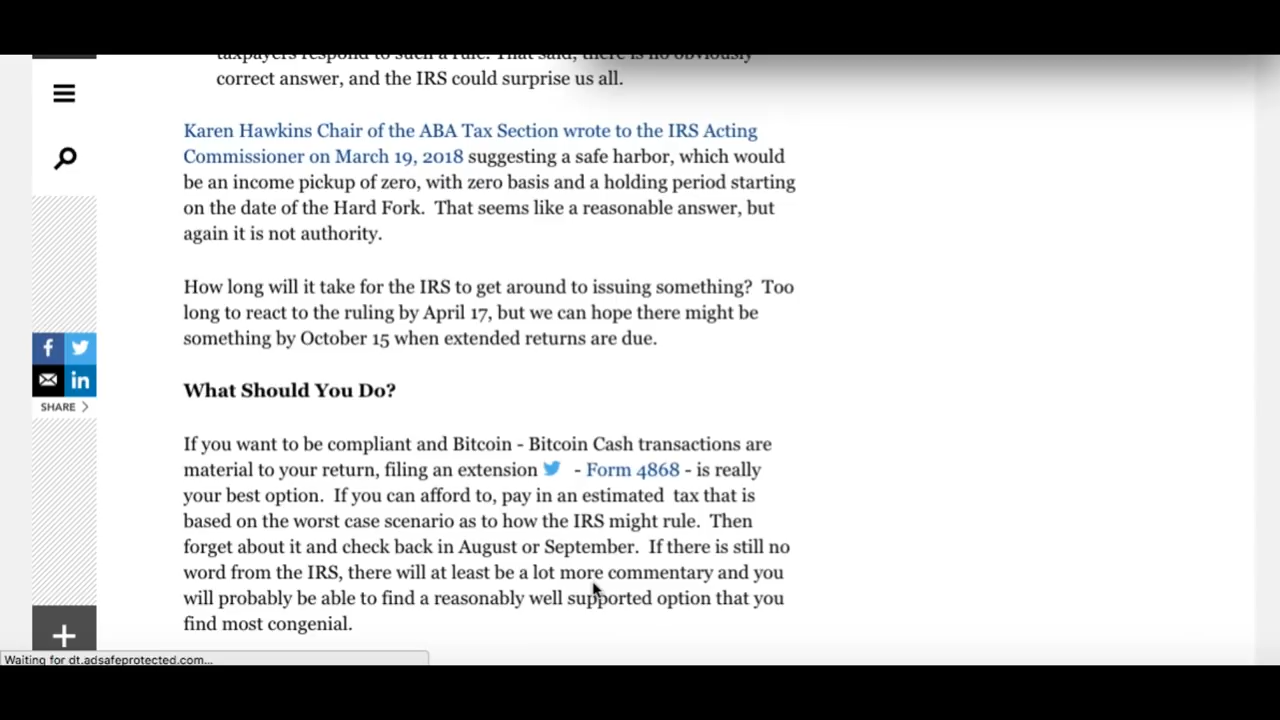 taxpayers respond to such a rule. That said, there is no obviously
correct answer, and the IRS could surprise us all.
Karen Hawkins Chair of the ABA Tax Section wrote to the IRS Acting
Commissioner on March 19, 2018 suggesting a safe harbor, which would
be an income pickup of zero, with zero basis and a holding period starting
on the date of the Hard Fork.  That seems like a reasonable answer, but
again it is not authority.
How long will it take for the IRS to get around to issuing something?  Too
long to react to the ruling by April 17, but we can hope there might be
something by October 15 when extended returns are due.
SHARE
What Should You Do?
If you want to be compliant and Bitcoin - Bitcoin Cash transactions are
material to your return, filing an extension - Form 4868 - is really
your best option.  If you can afford to, pay in an estimated  tax that is
based on the worst case scenario as to how the IRS might rule.  Then
forget about it and check back in August or September.  If there is still no
word from the IRS, there will at least be a lot more commentary and you
will probably be able to find a reasonably well supported option that you
find most congenial.
Waiting for dt.adsafeprotected.com...